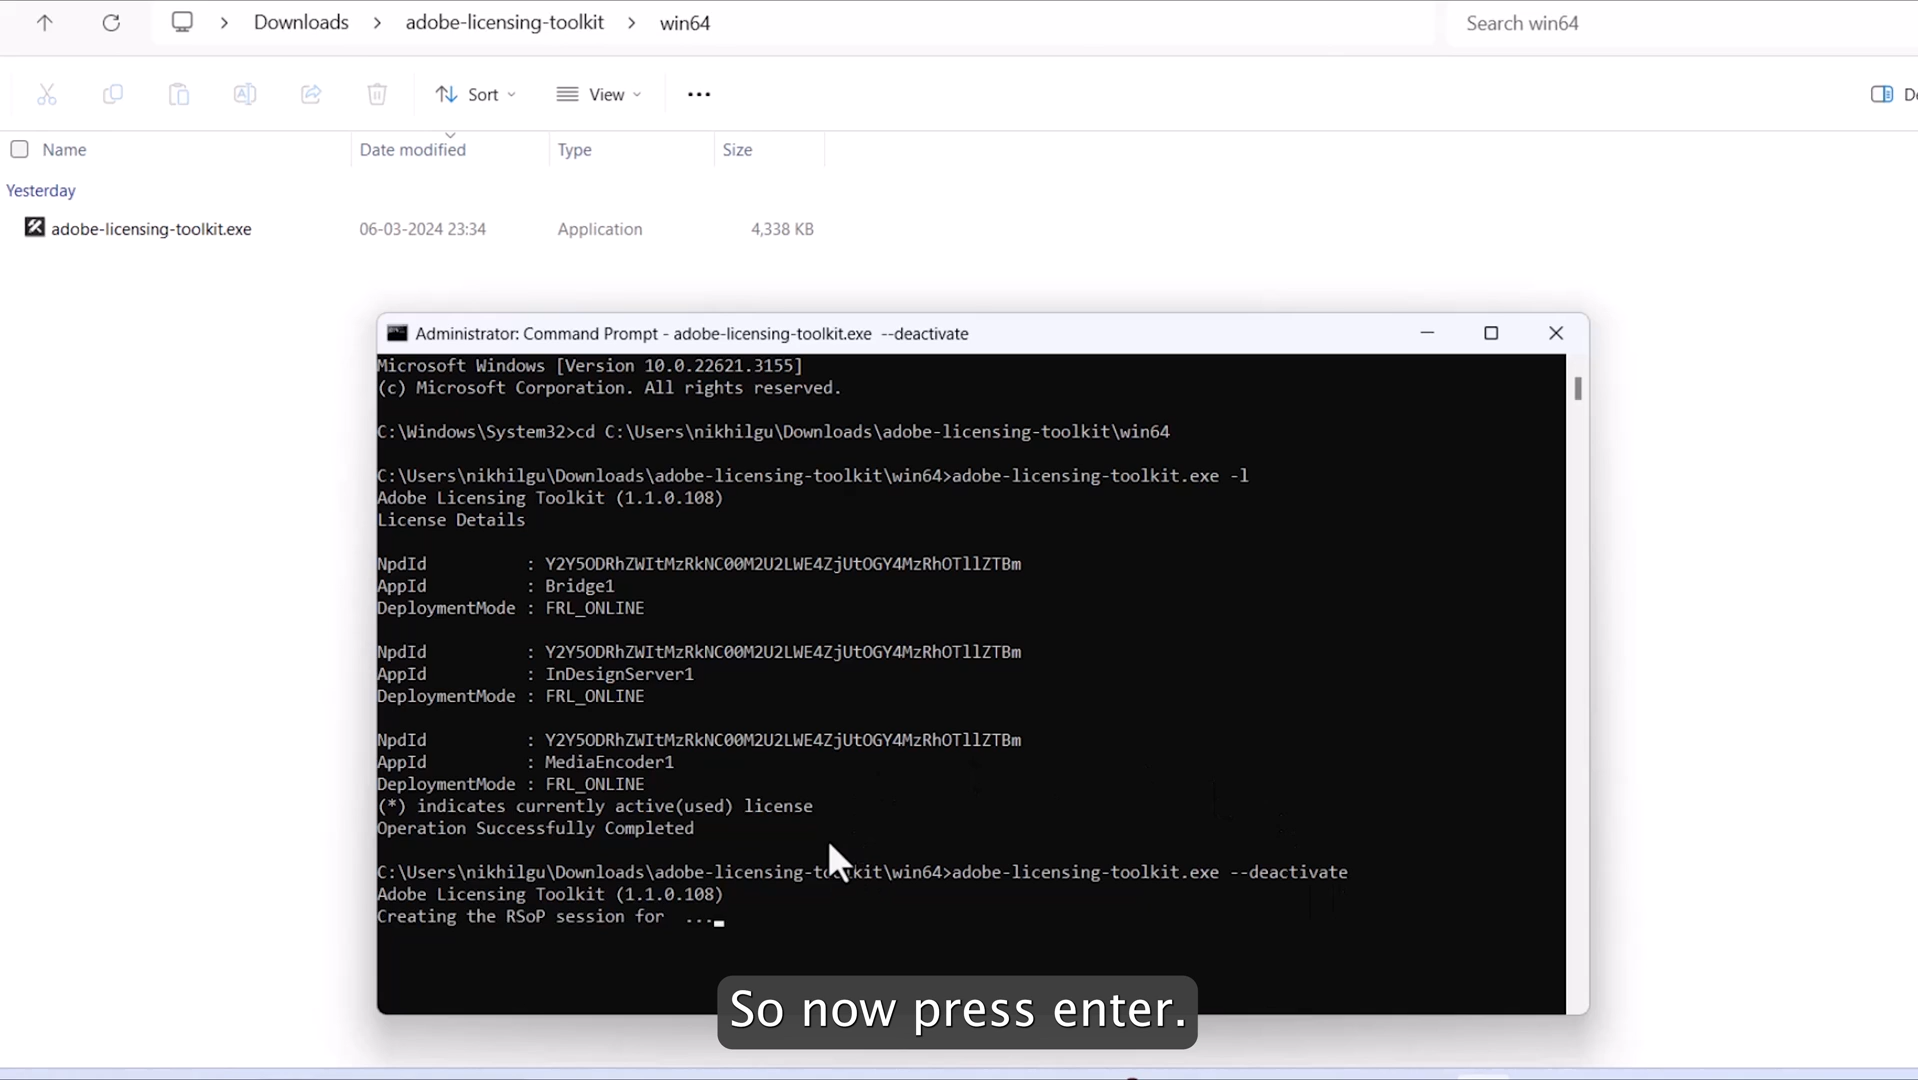 Downloads > adobe-licensing-toolkit > win64
Search win64
Sort
View
Name
Date modified
Type
Size
Yesterday
adobe-licensing-toolkit.exe
06-03-2024 23:34
Application
4,338 KB
Administrator: Command Prompt - adobe-licensing-toolkit.exe --deactivate
Microsoft Windows [Version 10.0.22621.3155]
(c) Microsoft Corporation. All rights reserved.
C:\Windows\System32>cd C:\Users\nikhilgu\Downloads\adobe-licensing-toolkit\win64
C:\Users\nikhilgu\Downloads\adobe-licensing-toolkit\win64>adobe-licensing-toolkit.exe -l
Adobe Licensing Toolkit (1.1.0.108)
License Details
NpdId : Y2Y5ODRhZWItMzRkNC00M2U2LWE4ZjUtOGY4MzRhOTllZTBm
AppId : Bridge1
DeploymentMode : FRL_ONLINE
NpdId : Y2Y5ODRhZWItMzRkNC00M2U2LWE4ZjUtOGY4MzRhOTllZTBm
AppId : InDesignServer1
DeploymentMode : FRL_ONLINE
NpdId : Y2Y5ODRhZWItMzRkNC00M2U2LWE4ZjUtOGY4MzRhOTllZTBm
AppId : MediaEncoder1
DeploymentMode : FRL_ONLINE
(*) indicates currently active(used) license
Operation Successfully Completed
C:\Users\nikhilgu\Downloads\adobe-licensing-toolkit\win64>adobe-licensing-toolkit.exe --deactivate
Adobe Licensing Toolkit (1.1.0.108)
Creating the RSoP session for ...
So now press enter.